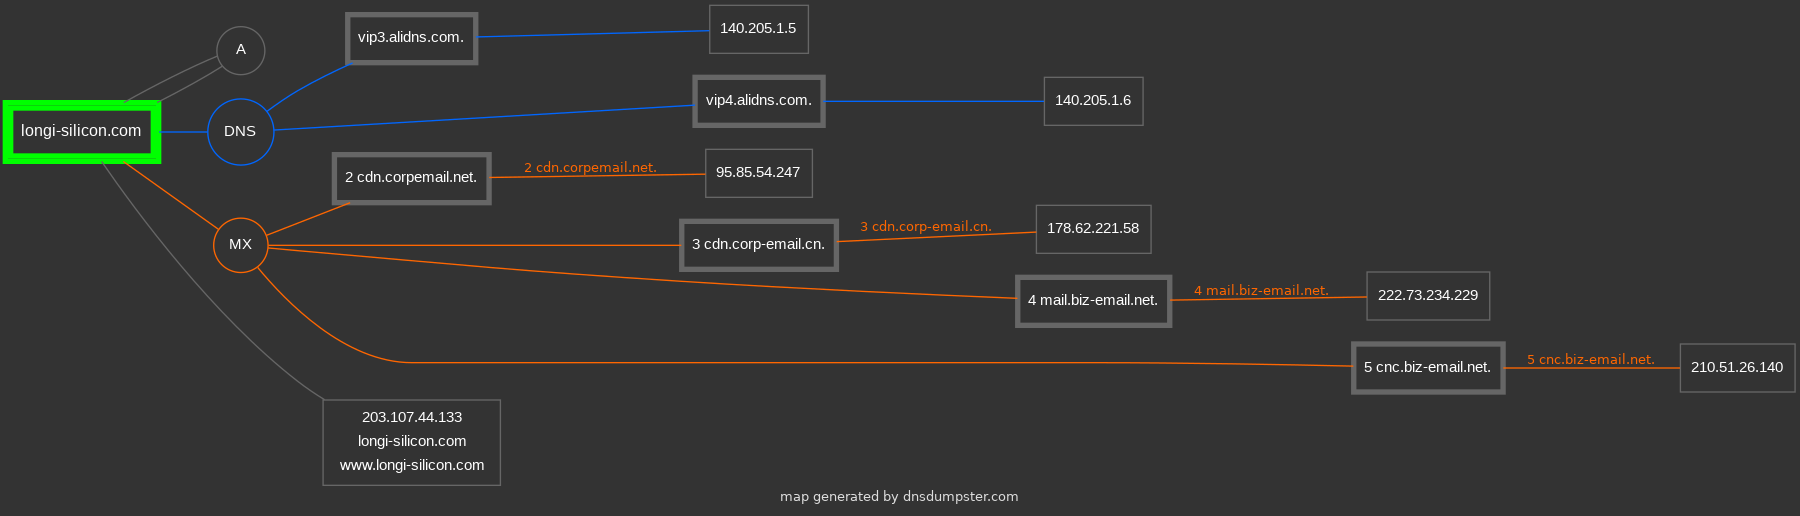 longi-silicon.com
A
DNS
MX
vip3.alidns.com.
140.205.1.5
vip4.alidns.com.
140.205.1.6
2 cdn.corpemail.net.
2 cdn.corpemail.net.
95.85.54.247
3 cdn.corp-email.cn.
3 cdn.corp-email.cn.
178.62.221.58
4 mail.biz-email.net.
4 mail.biz-email.net.
222.73.234.229
5 cnc.biz-email.net.
5 cnc.biz-email.net.
210.51.26.140
203.107.44.133
longi-silicon.com
www.longi-silicon.com
map generated by dnsdumpster.com